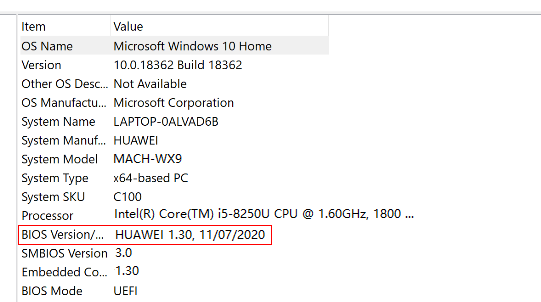 Item Value
OS Name Microsoft Windows 10 Home
Version 10.0.18362 Build 18362
Other OS Desc... Not Available
OS Manufactu... Microsoft Corporation
System Name LAPTOP-0ALVAD6B
System Manuf... HUAWEI
System Model MACH-WX9
System Type x64-based PC
System SKU C100
Processor Intel(R) Core(TM) i5-8250U CPU @ 1.60GHz, 1800 ...
BIOS Version/... HUAWEI 1.30, 11/07/2020
SMBIOS Version 3.0
Embedded Co... 1.30
BIOS Mode UEFI